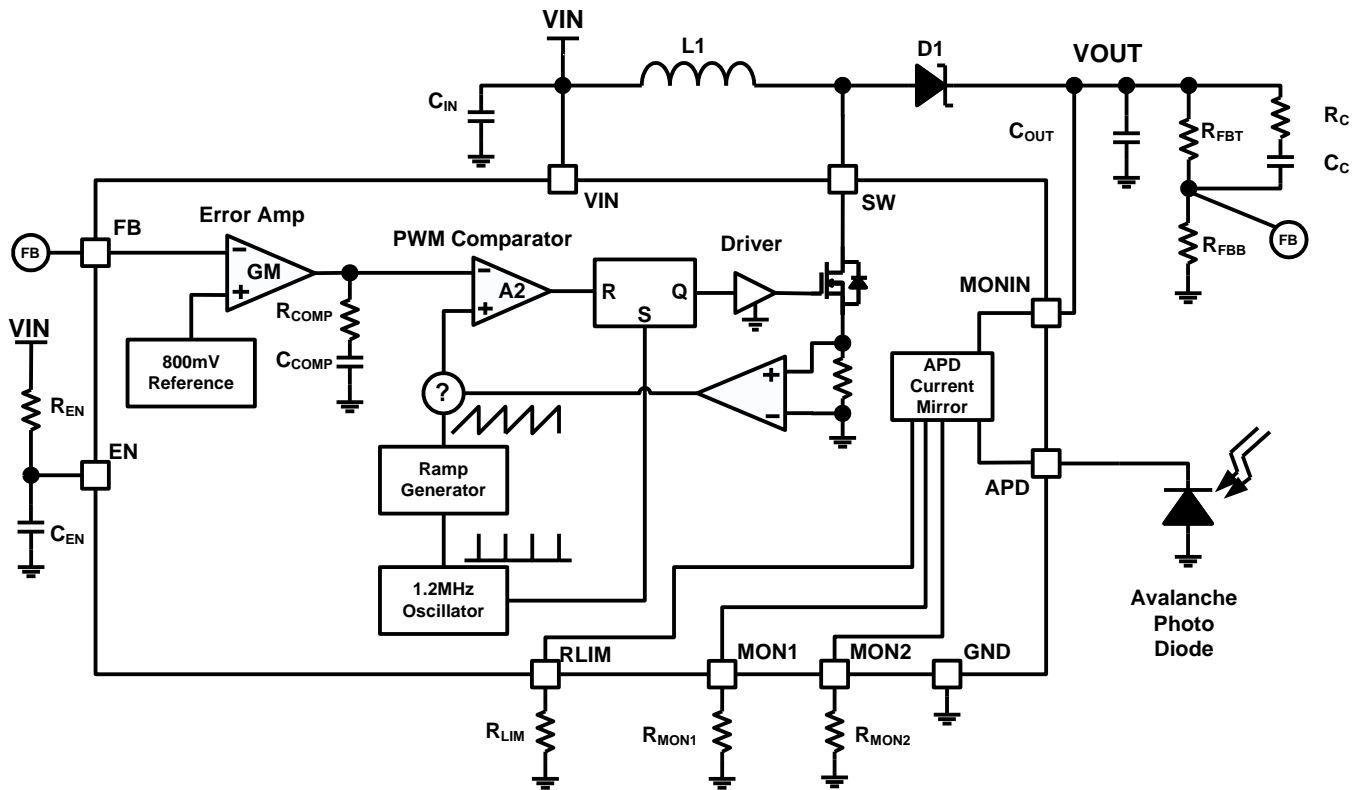 VIN
L1
D1
VOUT
CIN
COUT
RFBT
RC
CC
VIN
SW
FB
Error Amp
PWM Comparator
Driver
FB
GM
A2
R
Q
S
RFBB
FB
MONIN
RCOMP
CCOMP
VIN
800mV
Reference
?
APD
Current
Mirror
REN
EN
Ramp
Generator
APD
CEN
1.2MHz
Oscillator
Avalanche
Photo
Diode
RLIM
MON1
MON2
GND
RLIM
RMON1
RMON2